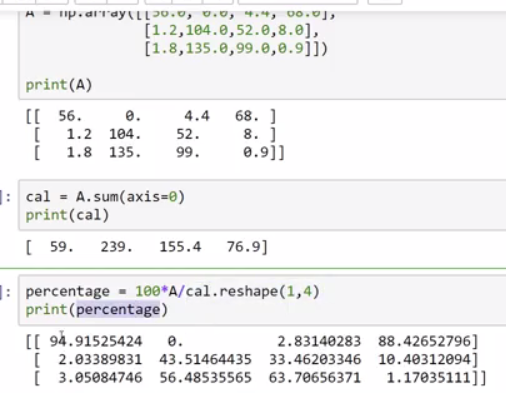 A = np.array([[56.0, 0.0, 4.4, 68.0],
[1.2,104.0,52.0,8.0],
[1.8,135.0,99.0,0.9]])
print(A)
[[ 56. 0. 4.4 68. ]
[ 1.2 104. 52. 8. ]
[ 1.8 135. 99. 0.9]]
]: cal = A.sum(axis=0)
print(cal)
[ 59. 239. 155.4 76.9]
]: percentage = 100*A/cal.reshape(1,4)
print(percentage)
[[ 94.91525424 0. 2.83140283 88.42652796]
[ 2.03389831 43.51464435 33.46203346 10.40312094]
[ 3.05084746 56.48535565 63.70656371 1.17035111]]